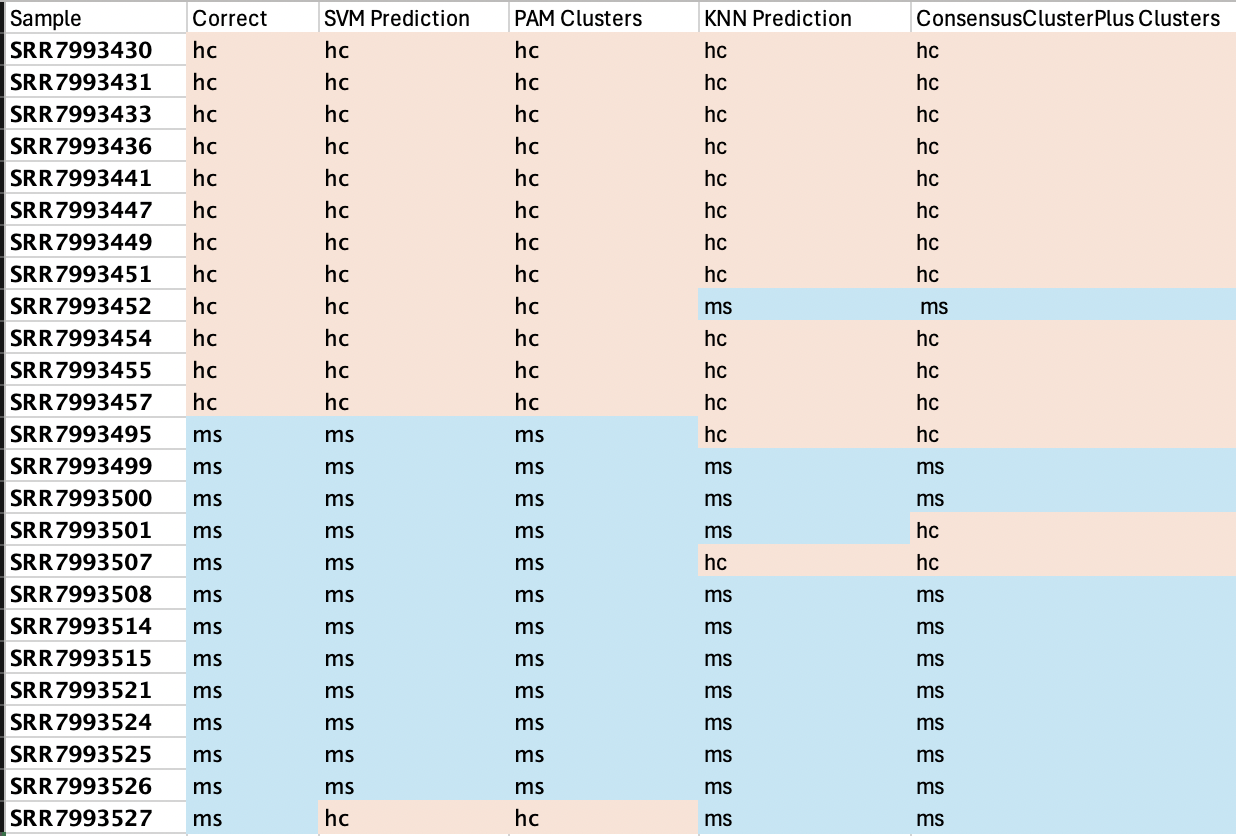 Sample Correct SVM Prediction PAM Clusters KNN Prediction ConsensusClusterPlus Clusters
SRR7993430 hc hc hc hc hc
SRR7993431 hc hc hc hc hc
SRR7993433 hc hc hc hc hc
SRR7993436 hc hc hc hc hc
SRR7993441 hc hc hc hc hc
SRR7993447 hc hc hc hc hc
SRR7993449 hc hc hc hc hc
SRR7993451 hc hc hc hc hc
SRR7993452 hc hc hc ms ms
SRR7993454 hc hc hc hc hc
SRR7993455 hc hc hc hc hc
SRR7993457 hc hc hc hc hc
SRR7993495 ms ms ms hc hc
SRR7993499 ms ms ms ms ms
SRR7993500 ms ms ms ms ms
SRR7993501 ms ms ms ms hc
SRR7993507 ms ms ms hc hc
SRR7993508 ms ms ms ms ms
SRR7993514 ms ms ms ms ms
SRR7993515 ms ms ms ms ms
SRR7993521 ms ms ms ms ms
SRR7993524 ms ms ms ms ms
SRR7993525 ms ms ms ms ms
SRR7993526 ms ms ms ms ms
SRR7993527 ms hc hc ms ms